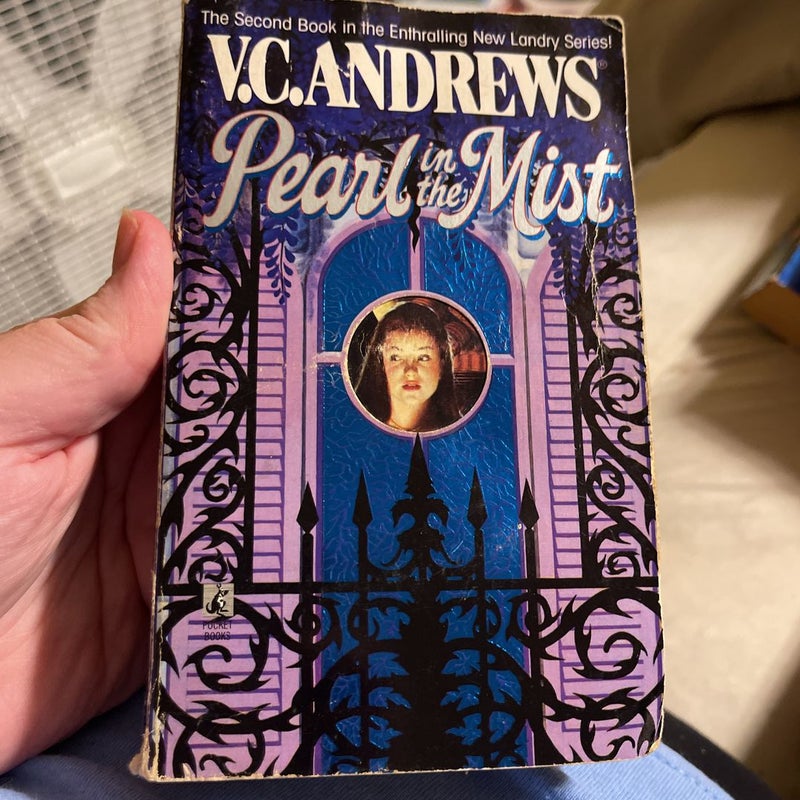 The Second Book in the Enthralling New Landry Series!
V.C. ANDREWS®
Pearl in the Mist
POCKET
BOOKS